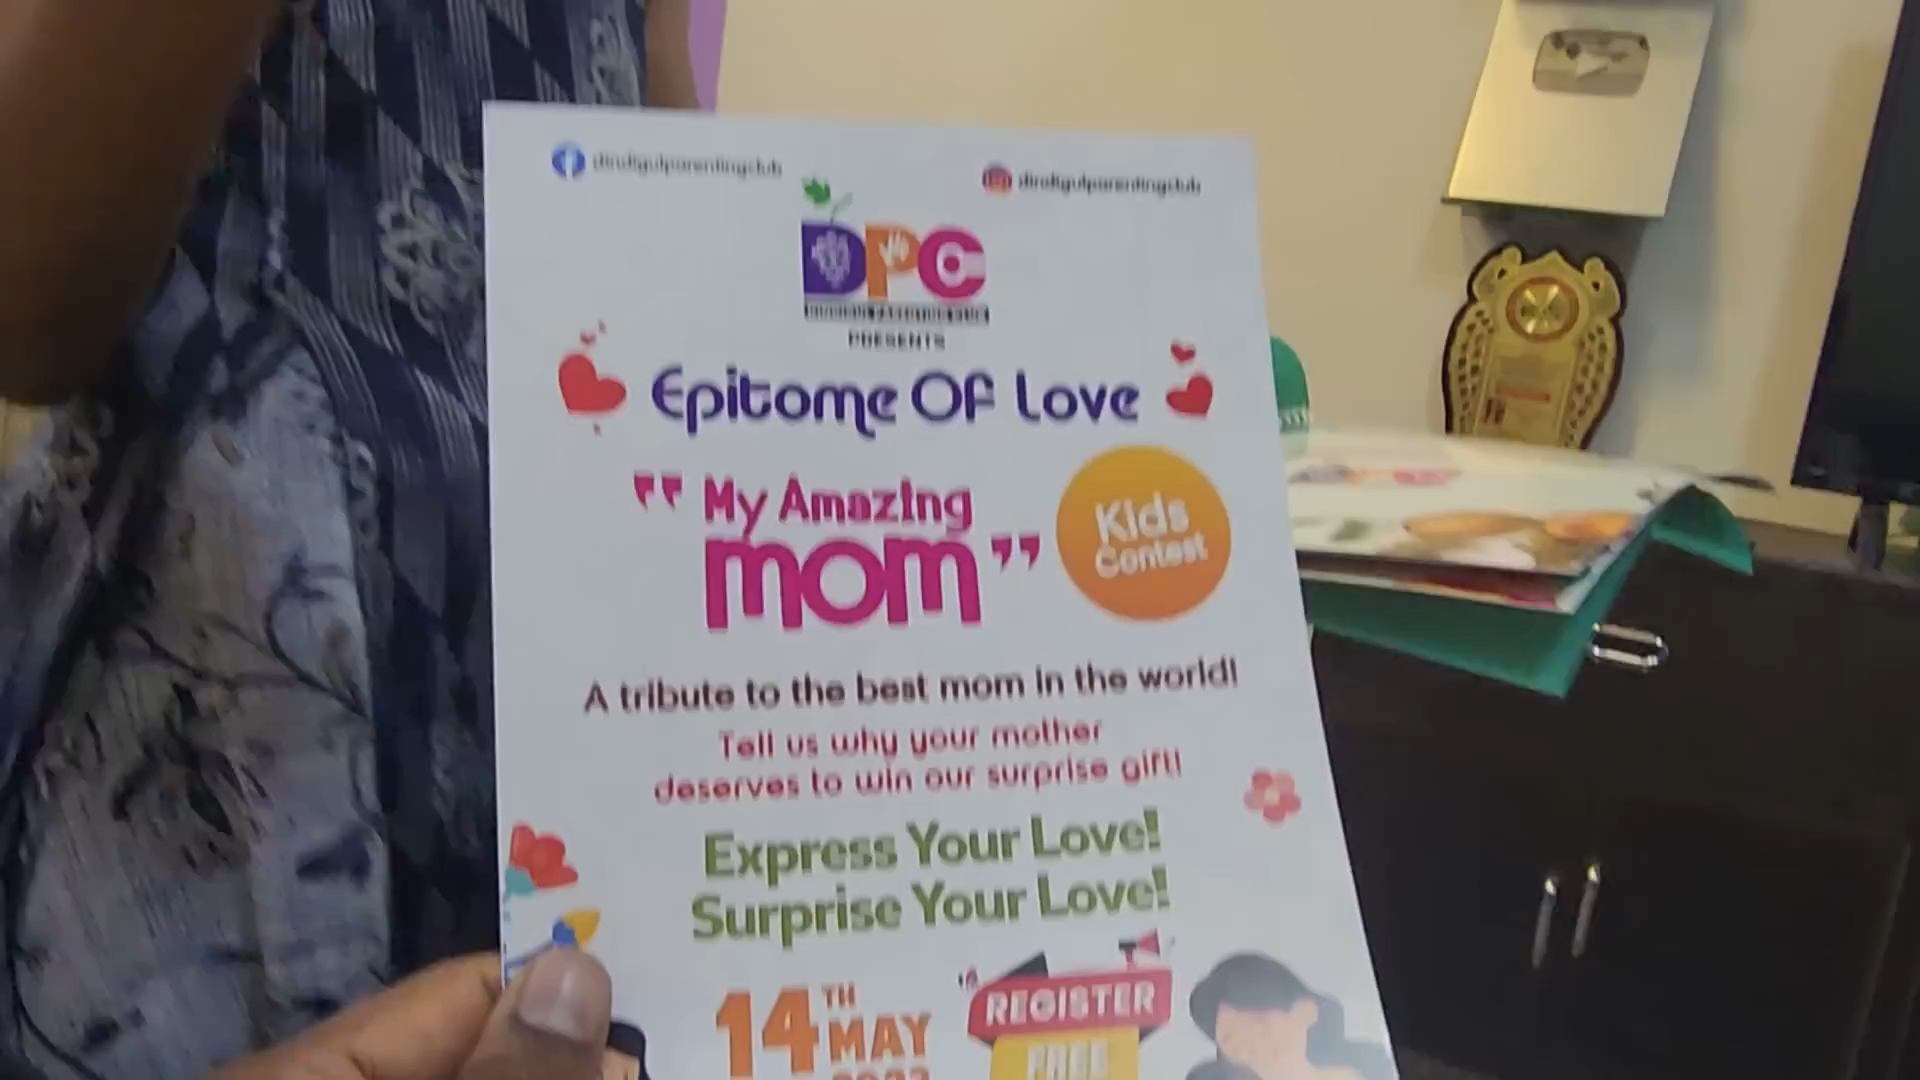 dindigulparentingclub
dindigulparentingclub
DPC
PRESENTS
Epitome Of Love
" My Amazing
mom "
Kids
Contest
A tribute to the best mom in the world!
Tell us why your mother
deserves to win our surprise gift!
Express Your Love!
Surprise Your Love!
14TH
MAY
REGISTER
FREE